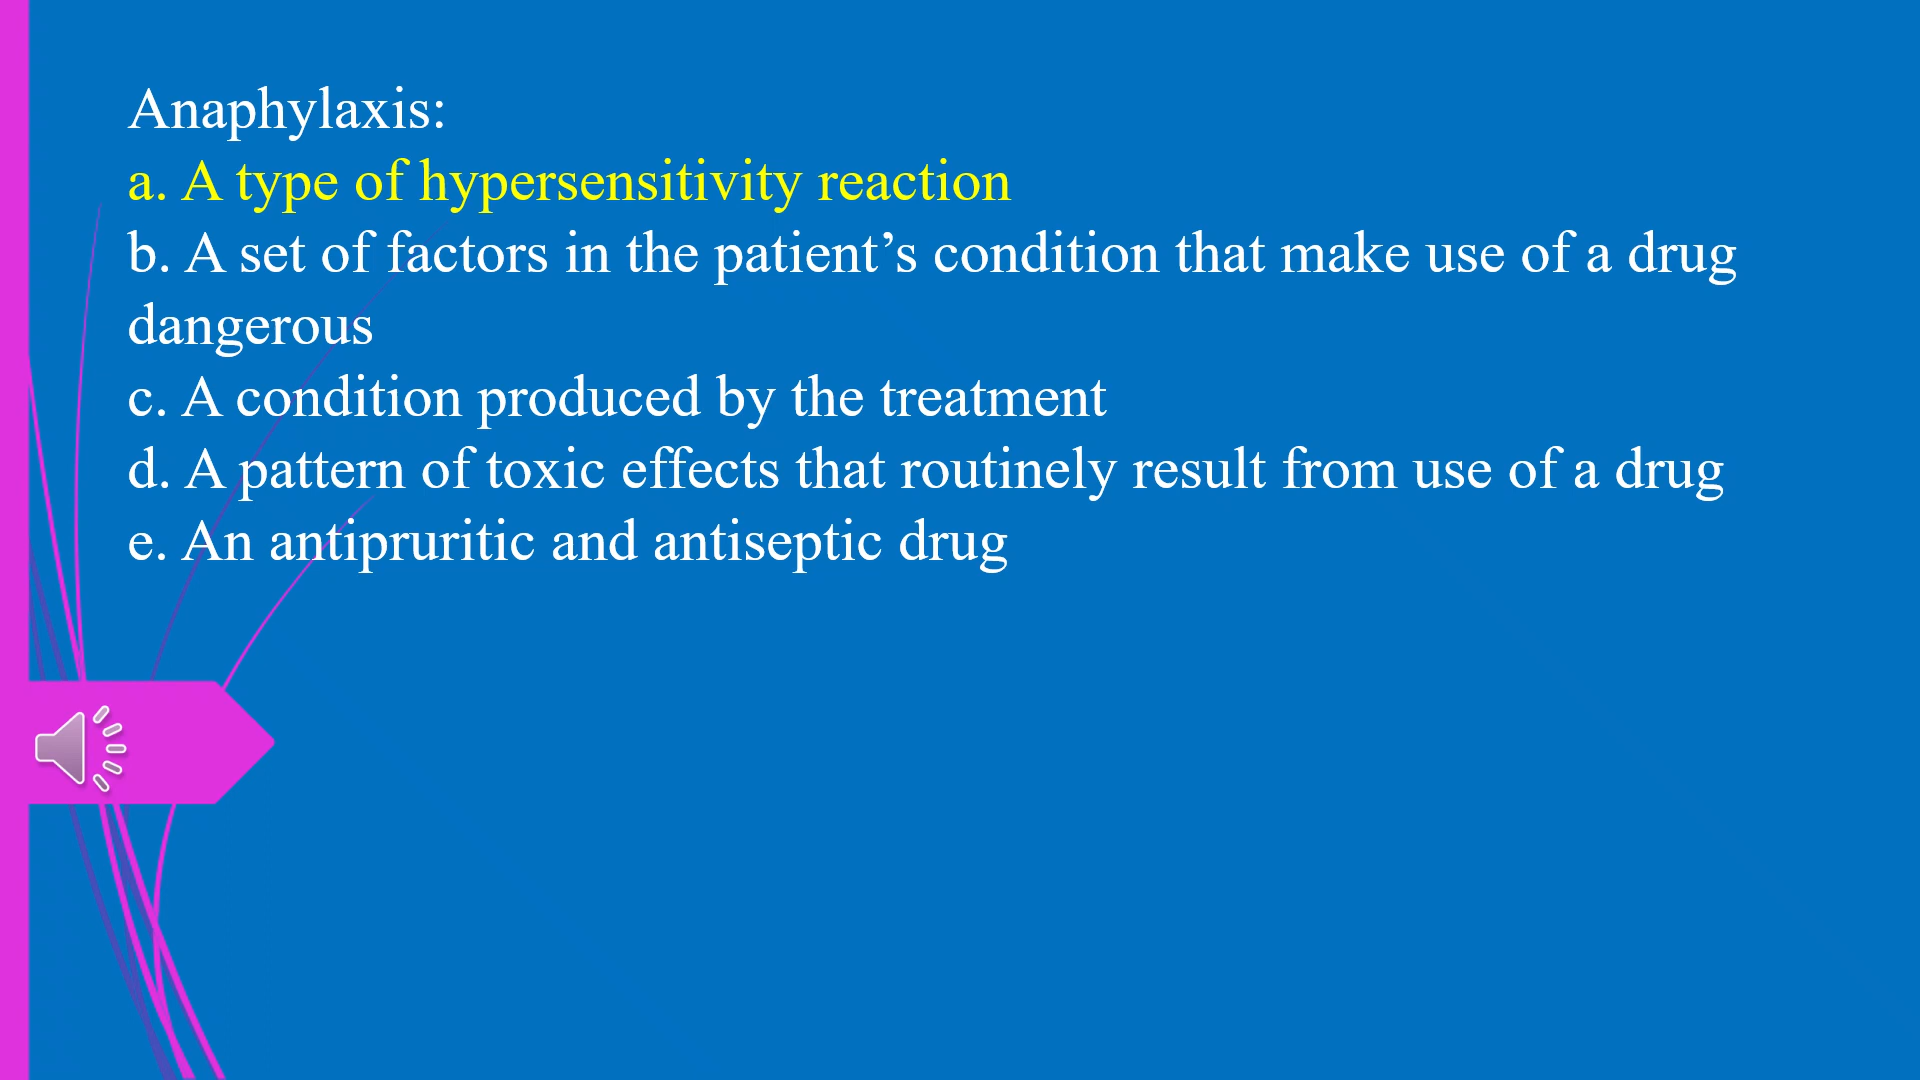 Anaphylaxis:
a. A type of hypersensitivity reaction
b. A set of factors in the patient’s condition that make use of a drug
dangerous
c. A condition produced by the treatment
d. A pattern of toxic effects that routinely result from use of a drug
e. An antipruritic and antiseptic drug